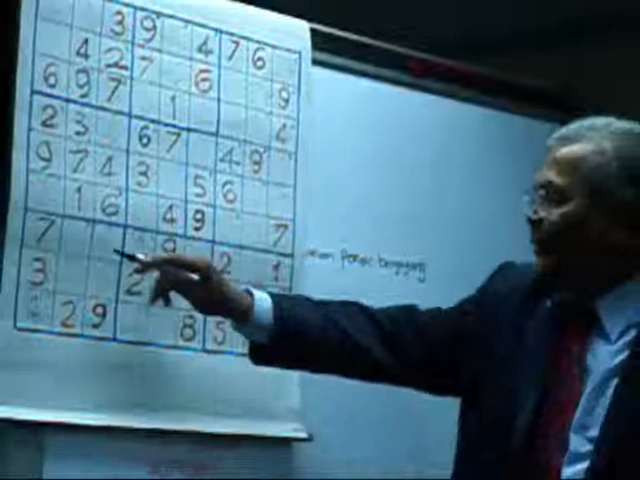 3 9 4 7 6
4 2 7 6 9
6 9 7 1 4
2 3 6 7 4 9
9 7 4 3 5 6
1 6 4 9 7
7 9 2 1
3 2
2 9 8 5